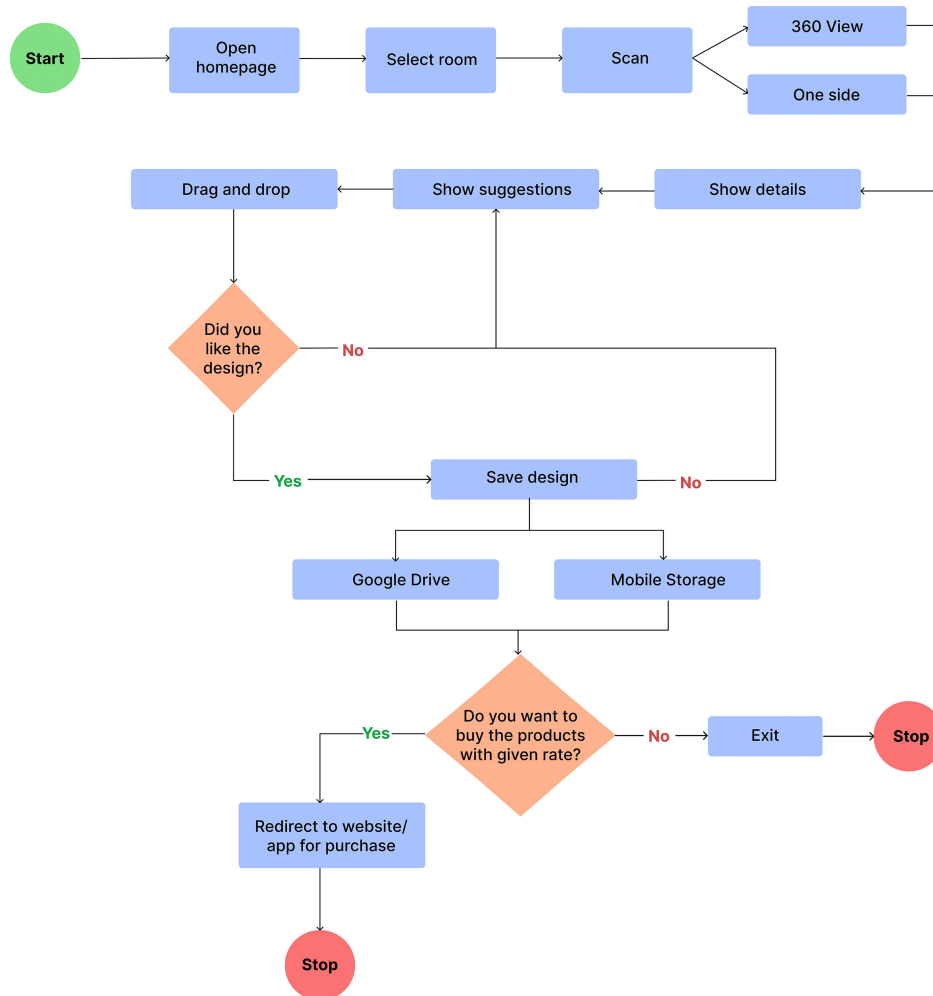 Start
Open
homepage
Select room
Scan
360 View
One side
Drag and drop
Show suggestions
Show details
Did you
like the
design?
No
Yes
Save design
No
Google Drive
Mobile Storage
Do you want to
buy the products
with given rate?
Yes
No
Exit
Stop
Redirect to website/
app for purchase
Stop